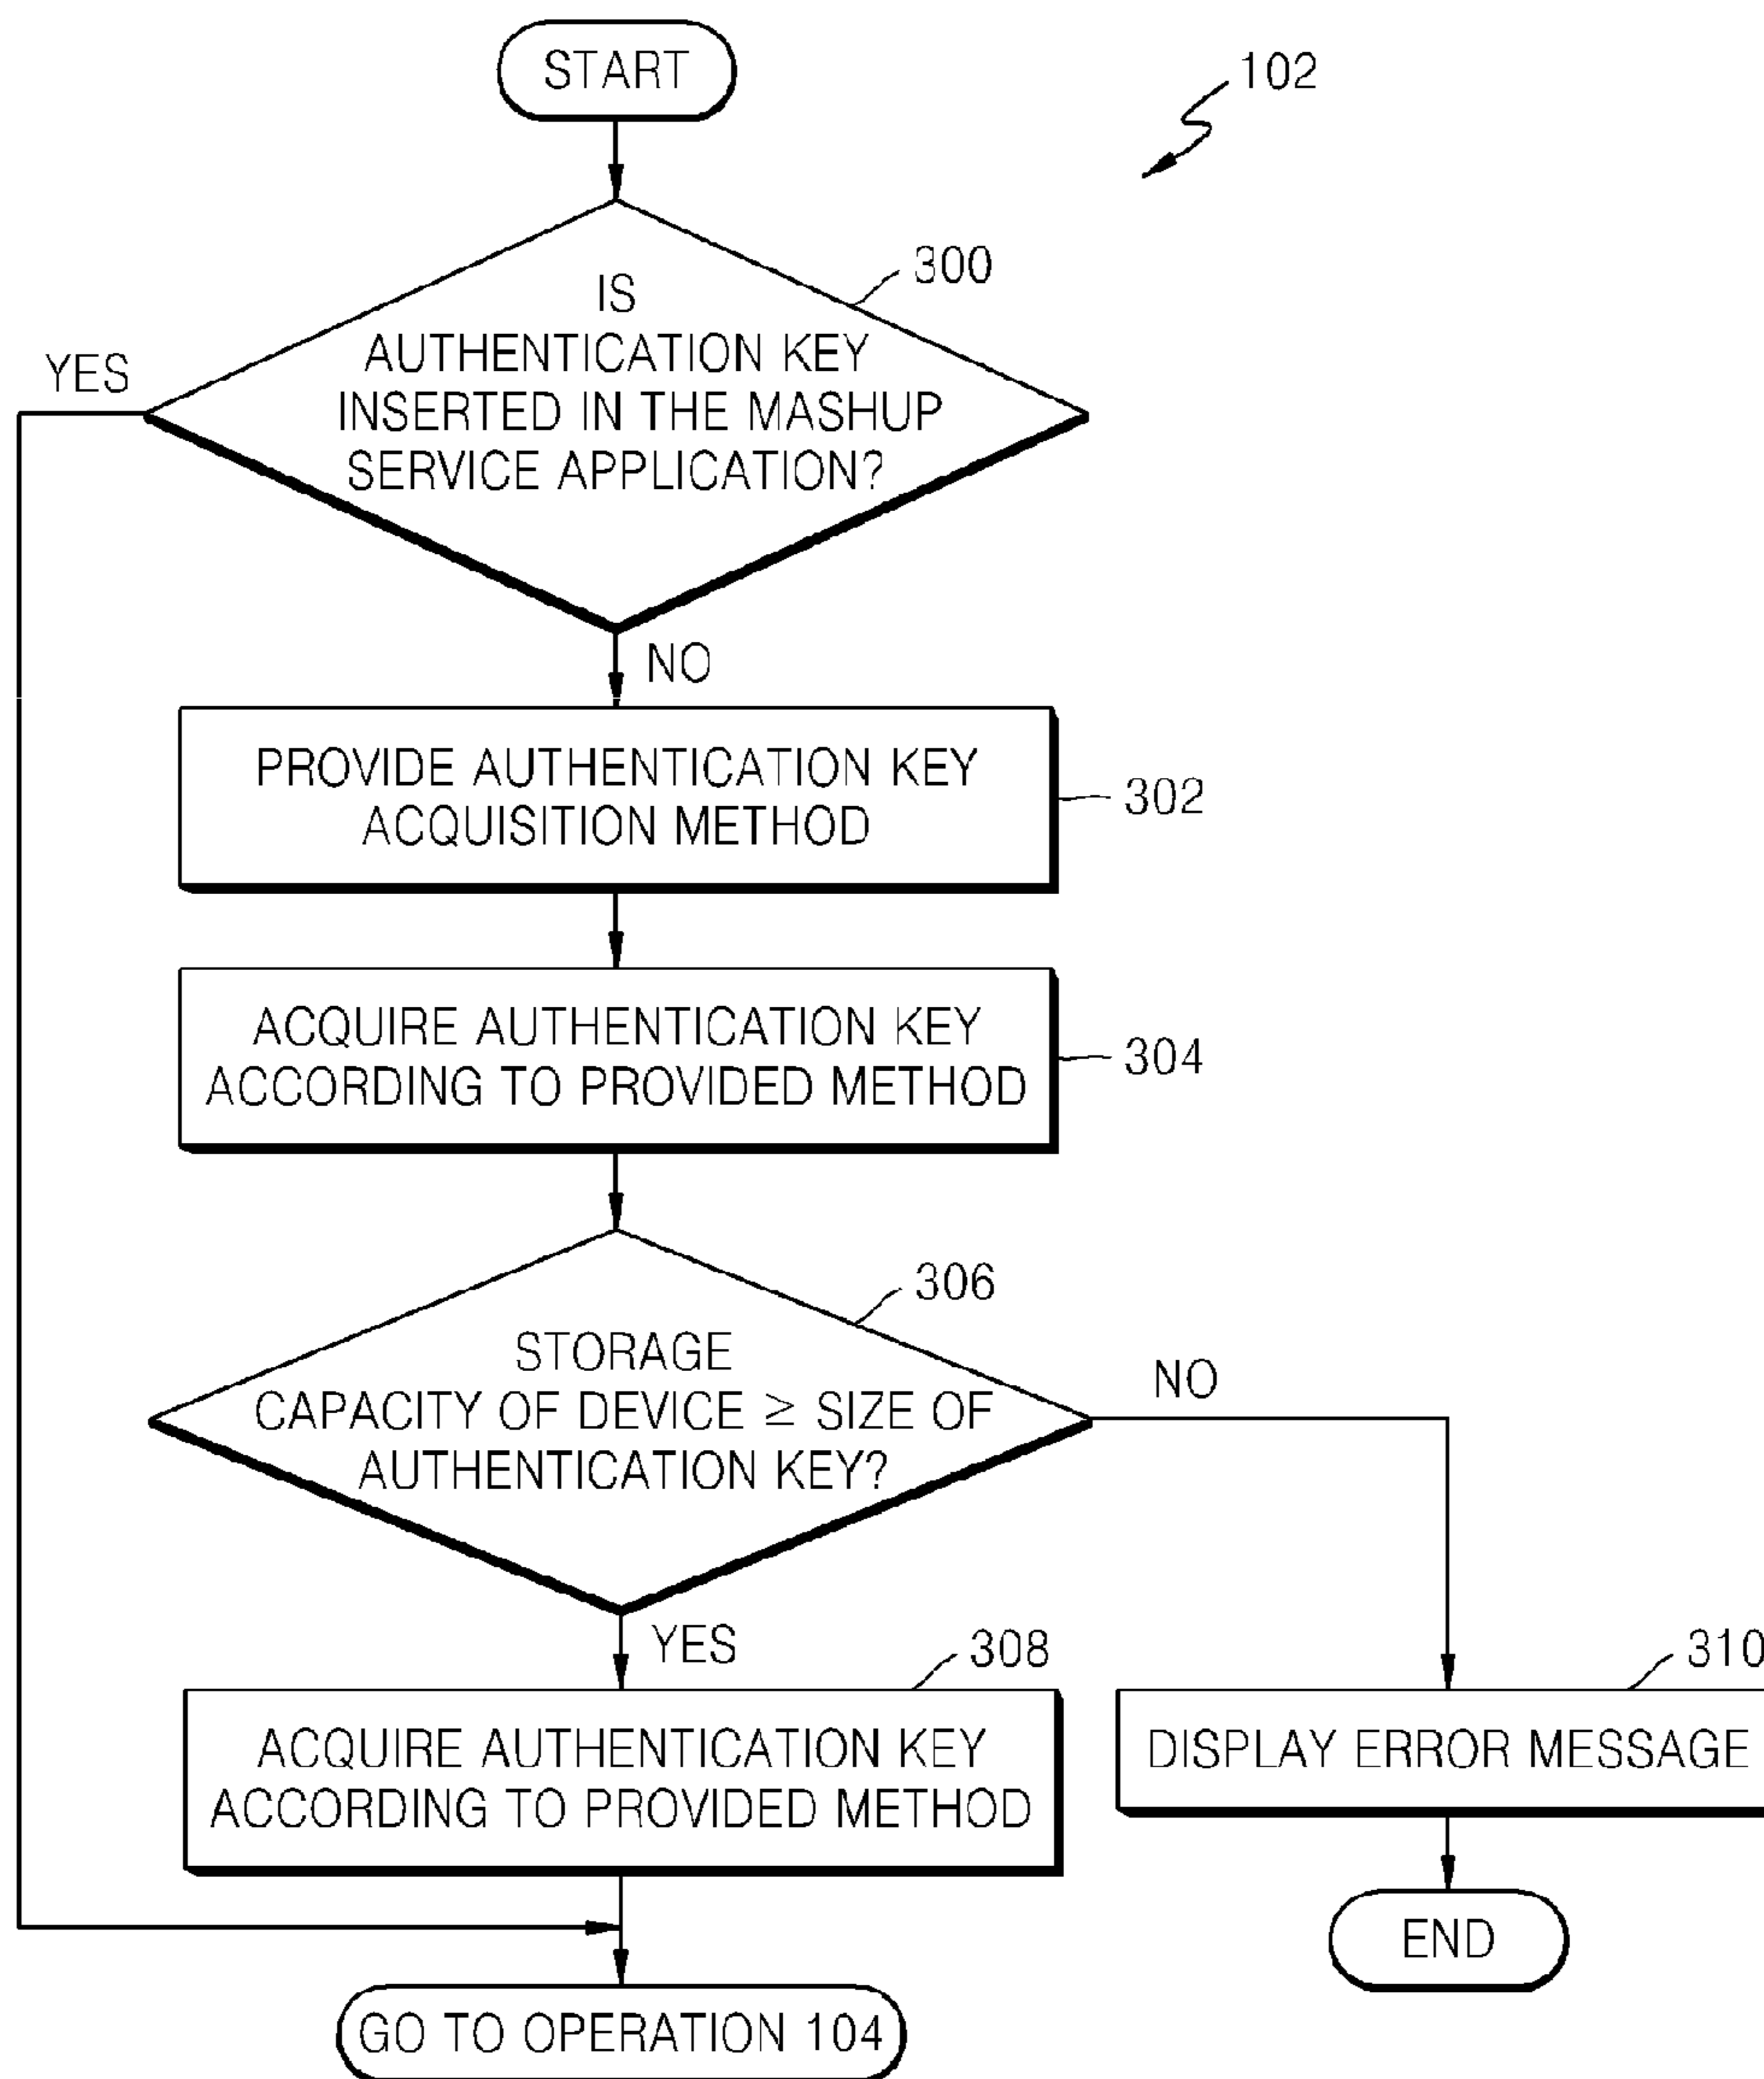 START
102
300
IS
AUTHENTICATION KEY
INSERTED IN THE MASHUP
SERVICE APPLICATION?
YES
NO
PROVIDE AUTHENTICATION KEY
ACQUISITION METHOD
302
ACQUIRE AUTHENTICATION KEY
ACCORDING TO PROVIDED METHOD
304
306
STORAGE
CAPACITY OF DEVICE ≥ SIZE OF
AUTHENTICATION KEY?
NO
YES
308
310
ACQUIRE AUTHENTICATION KEY
ACCORDING TO PROVIDED METHOD
DISPLAY ERROR MESSAGE
END
GO TO OPERATION 104